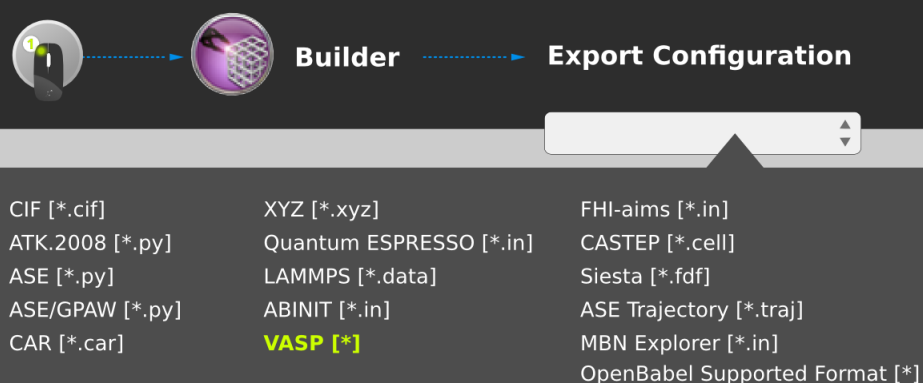 1
Builder
Export Configuration
CIF [*.cif]
ATK.2008 [*.py]
ASE [*.py]
ASE/GPAW [*.py]
CAR [*.car]
XYZ [*.xyz]
Quantum ESPRESSO [*.in]
LAMMPS [*.data]
ABINIT [*.in]
VASP [*]
FHI-aims [*.in]
CASTEP [*.cell]
Siesta [*.fdf]
ASE Trajectory [*.traj]
MBN Explorer [*.in]
OpenBabel Supported Format [*]